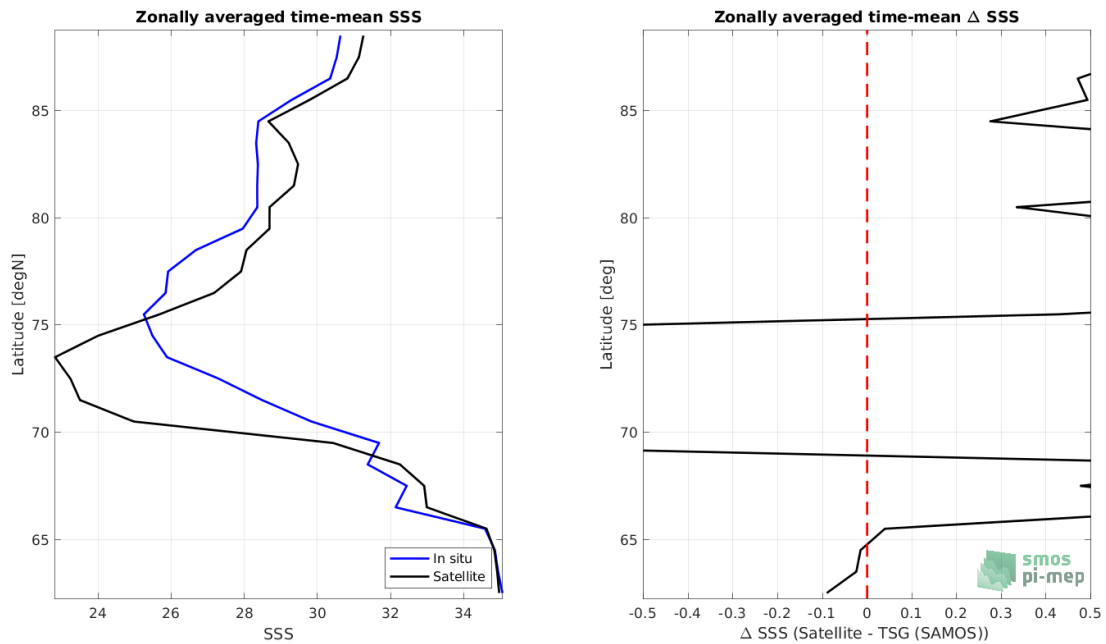 Zonally averaged time-mean SSS
85
80
75
70
65
Latitude [degN]
24
26
28
30
32
34
SSS
In situ
Satellite
Zonally averaged time-mean Δ SSS
85
80
75
70
65
Latitude [deg]
-0.5
-0.4
-0.3
-0.2
-0.1
0
0.1
0.2
0.3
0.4
0.5
Δ SSS (Satellite - TSG (SAMOS))
smos
pi-mep